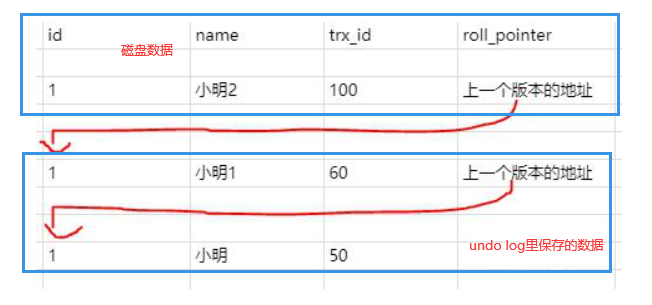 id name trx_id roll_pointer
磁盘数据
1 小明2 100 上一个版本的地址
1 小明1 60 上一个版本的地址
undo log里保存的数据
1 小明 50